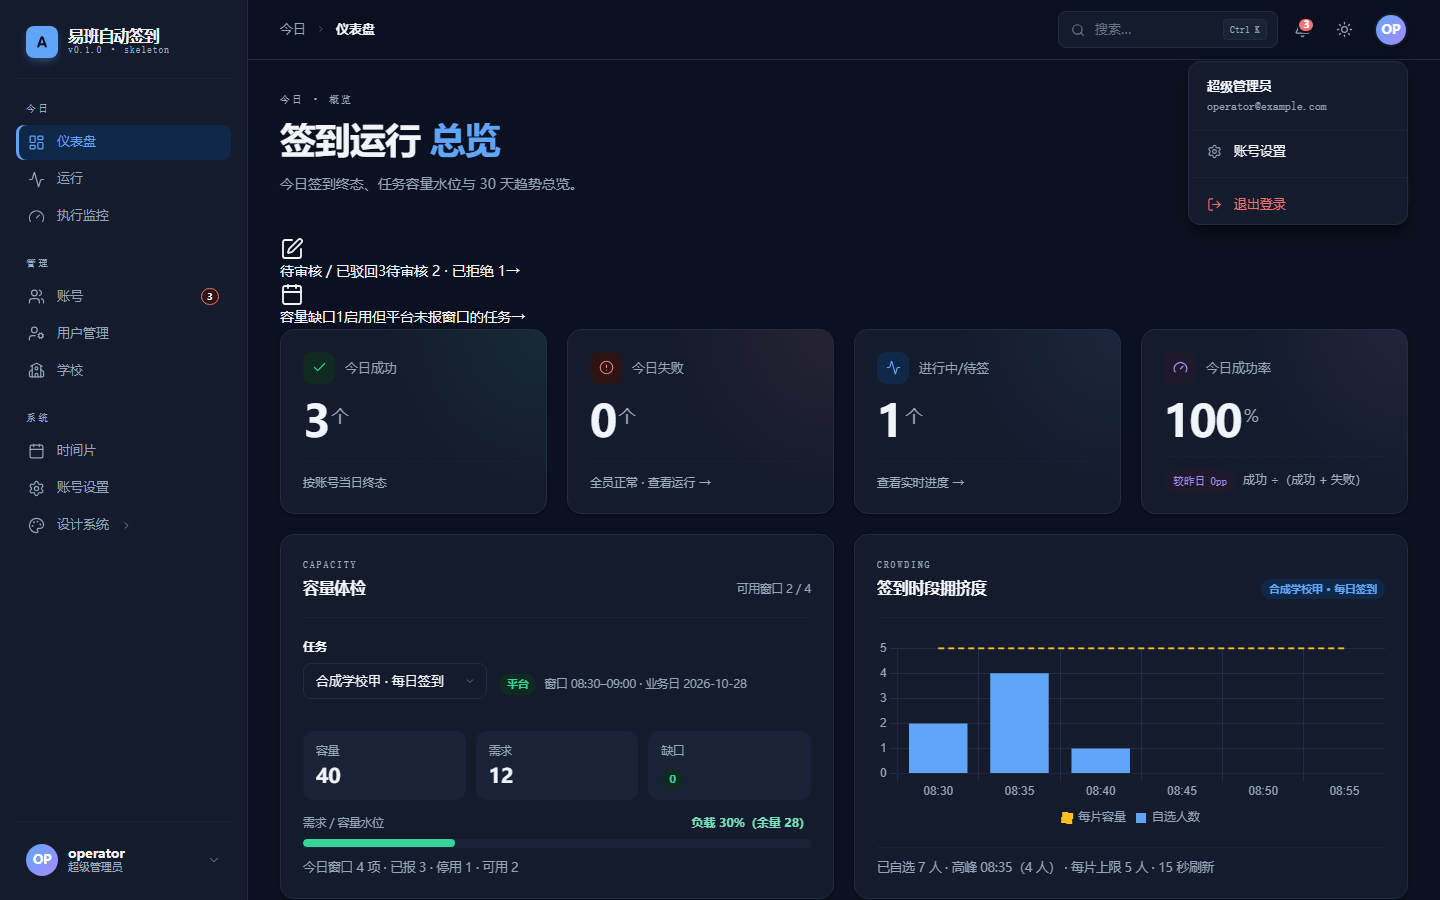 A
易班自动签到
v0.1.0 • skeleton
今日
仪表盘
运行
执行监控
管理
账号
3
用户管理
学校
系统
时间片
账号设置
设计系统
OP
operator
超级管理员
今日
仪表盘
搜索...
Ctrl K
3
OP
超级管理员
operator@example.com
账号设置
退出登录
今日 • 概览
签到运行 总览
今日签到终态、任务容量水位与 30 天趋势总览。
待审核 / 已驳回3待审核 2 · 已拒绝 1→
容量缺口1启用但平台未报窗口的任务→
今日成功
3个
按账号当日终态
今日失败
0个
全员正常 · 查看运行 →
进行中/待签
1个
查看实时进度 →
今日成功率
100%
较昨日 0pp
成功 ÷（成功 + 失败）
CAPACITY
容量体检
可用窗口 2 / 4
任务
合成学校甲 · 每日签到
平台
窗口 08:30–09:00 · 业务日 2026-10-28
容量
40
需求
12
缺口
0
需求 / 容量水位
负载 30%（余量 28）
今日窗口 4 项 · 已报 3 · 停用 1 · 可用 2
CROWDING
签到时段拥挤度
合成学校甲 • 每日签到
5
4
3
2
1
0
08:30
08:35
08:40
08:45
08:50
08:55
每片容量
自选人数
已自选 7 人 · 高峰 08:35（4 人） · 每片上限 5 人 · 15 秒刷新